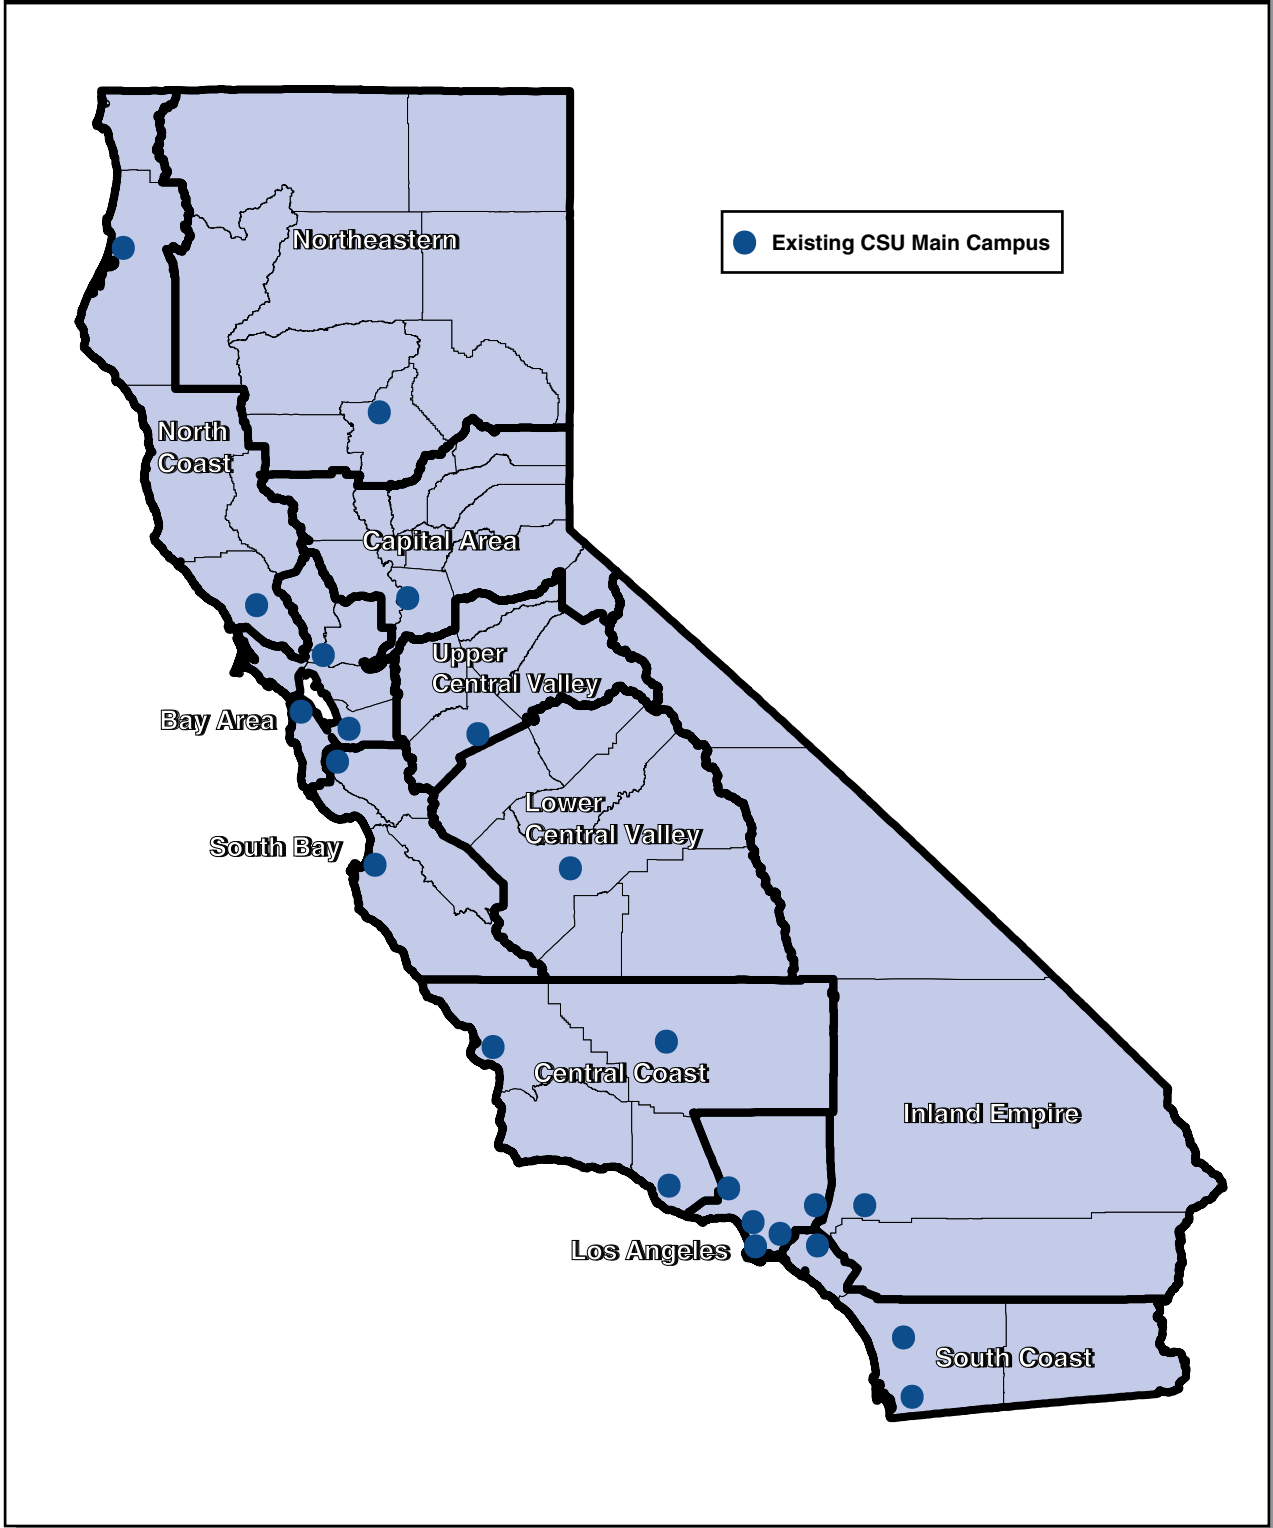 Northeastern
Existing CSU Main Campus
North
Coast
Capital Area
Upper
Central Valley
Bay Area
Lower
Central Valley
South Bay
Central Coast
Inland Empire
Los Angeles
South Coast